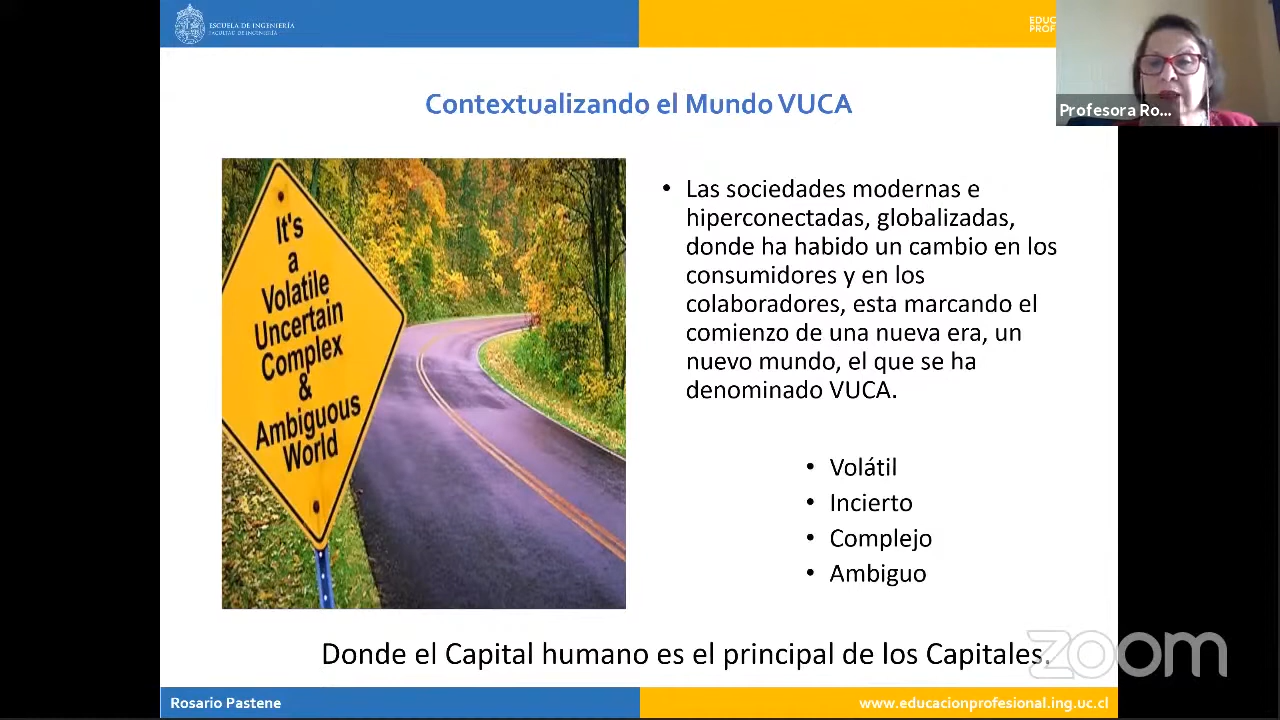 ESCUELA DE INGENIERÍA
FACULTAD DE INGENIERÍA
EDUC
PROF
Profesora Ro...
Contextualizando el Mundo VUCA
It's
a
Volatile
Uncertain
Complex
&
Ambiguous
World
• Las sociedades modernas e
hiperconectadas, globalizadas,
donde ha habido un cambio en los
consumidores y en los
colaboradores, esta marcando el
comienzo de una nueva era, un
nuevo mundo, el que se ha
denominado VUCA.
• Volátil
• Incierto
• Complejo
• Ambiguo
Donde el Capital humano es el principal de los Capitales.
zoom
Rosario Pastene
www.educacionprofesional.ing.uc.cl